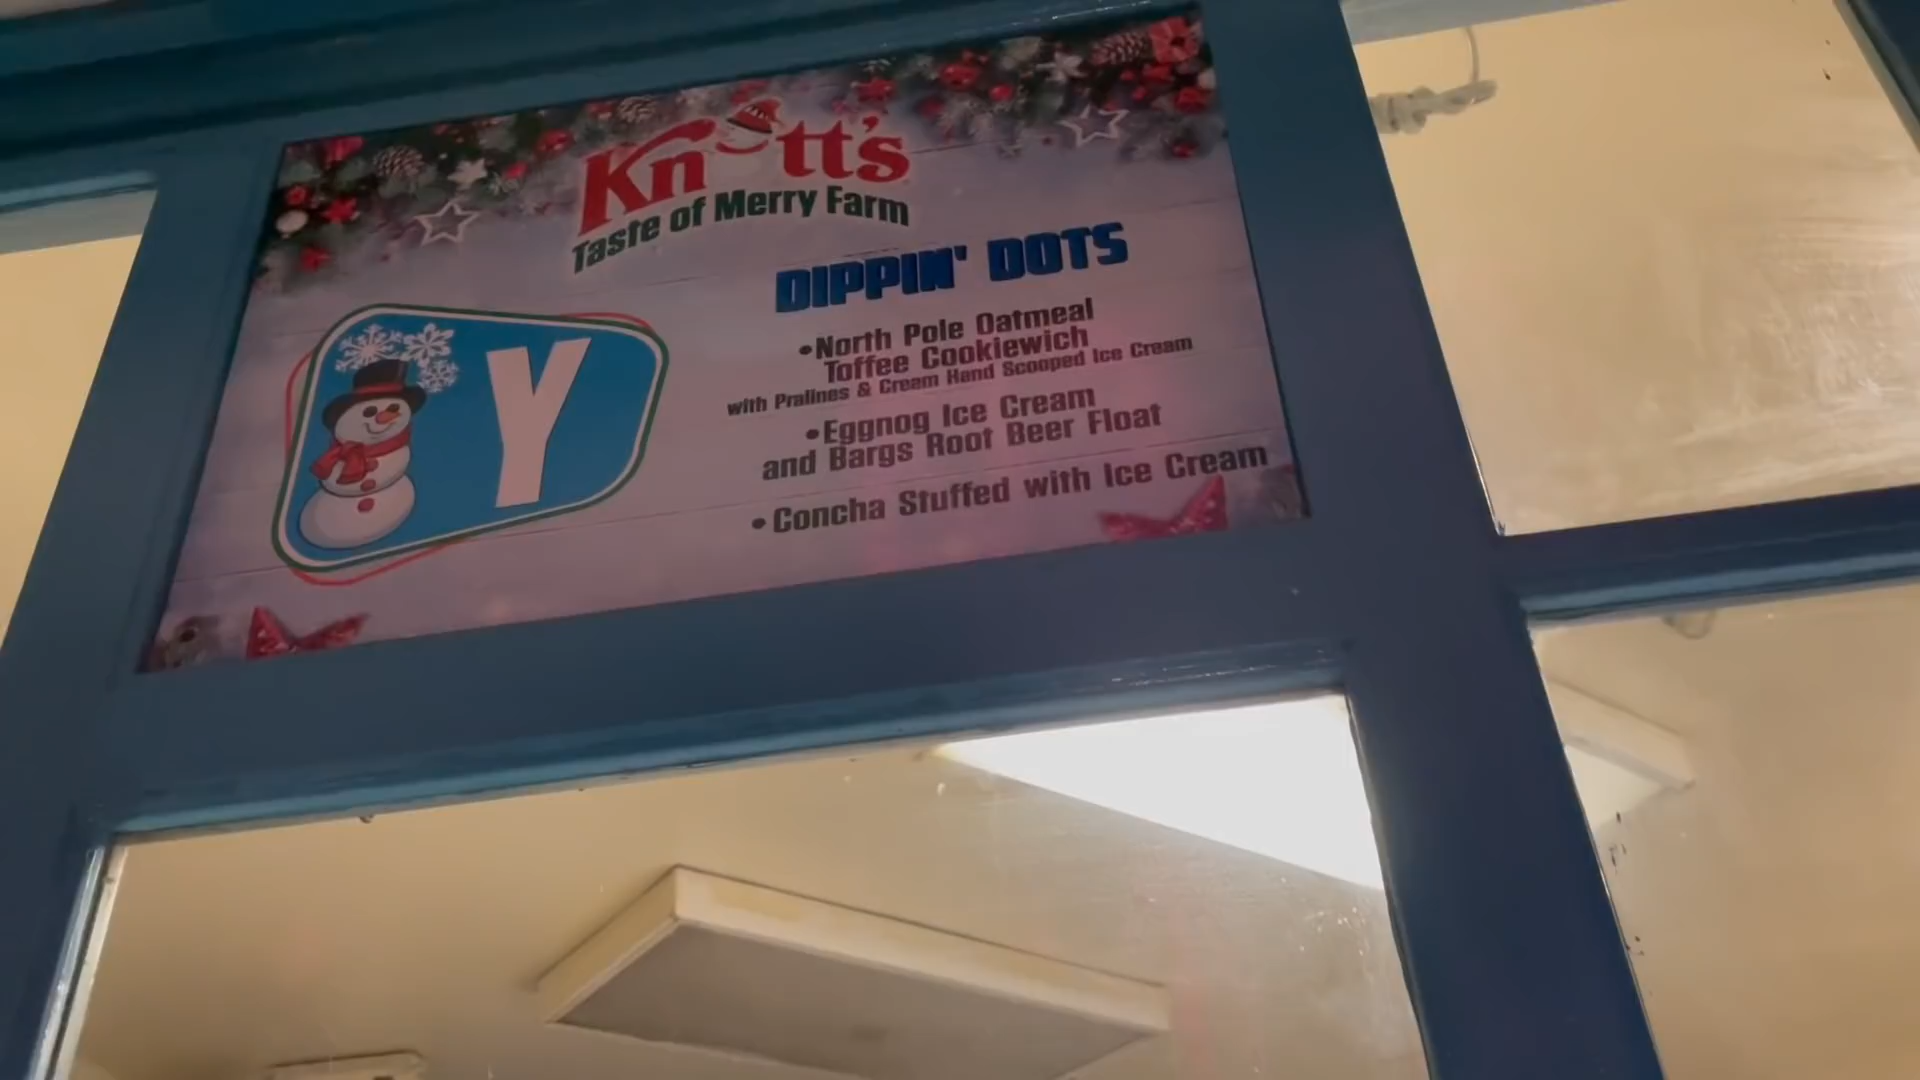 Knott's
Taste of Merry Farm
DIPPIN' DOTS
Y
•North Pole Oatmeal
Toffee Cookiewich
with Pralines & Cream Hand Scooped Ice Cream
•Eggnog Ice Cream
and Bargs Root Beer Float
•Concha Stuffed with Ice Cream